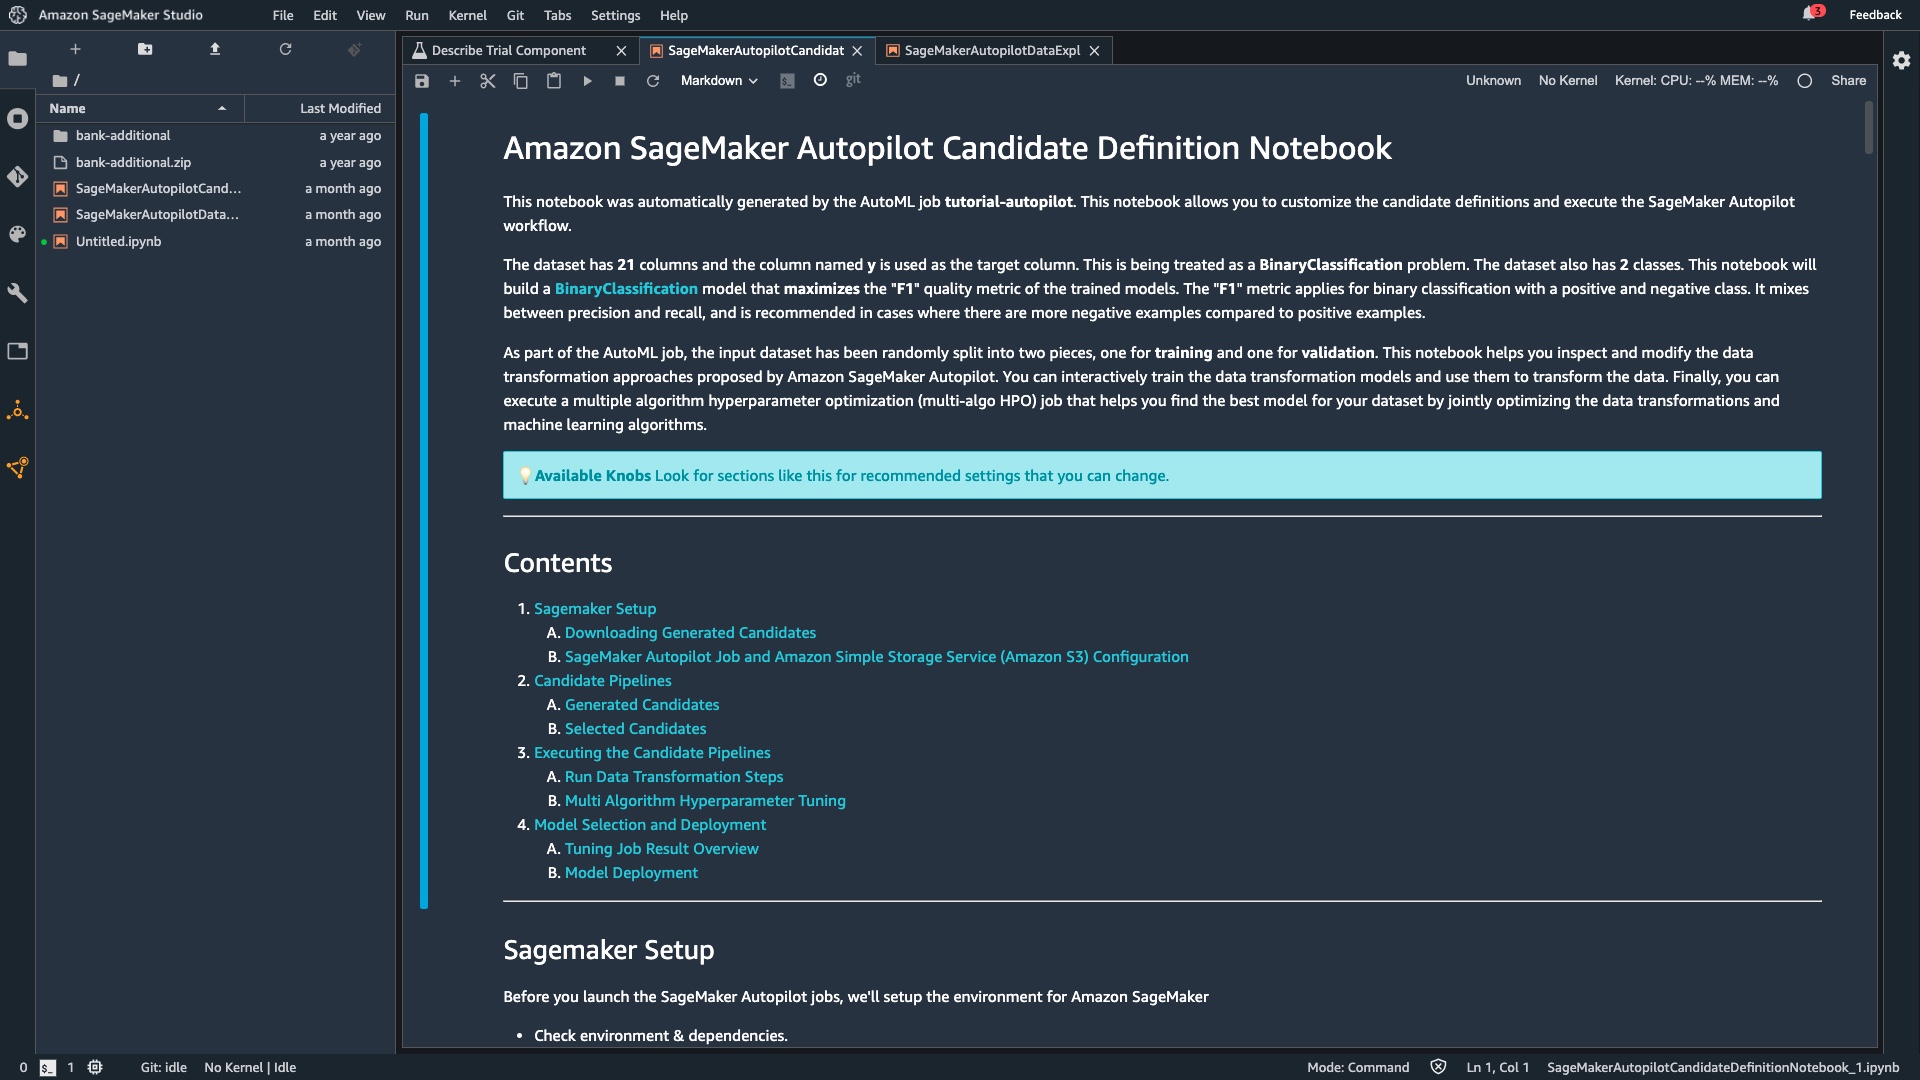 Amazon SageMaker Studio File Edit View Run Kernel Git Tabs Settings Help 3 Feedback
Describe Trial Component SageMakerAutopilotCandidat SageMakerAutopilotDataExpl
/ Markdown git Unknown No Kernel Kernel: CPU: --% MEM: --% Share
Name Last Modified
bank-additional a year ago
bank-additional.zip a year ago
SageMakerAutopilotCand... a month ago
SageMakerAutopilotData... a month ago
Untitled.ipynb a month ago
Amazon SageMaker Autopilot Candidate Definition Notebook
This notebook was automatically generated by the AutoML job tutorial-autopilot. This notebook allows you to customize the candidate definitions and execute the SageMaker Autopilot
workflow.
The dataset has 21 columns and the column named y is used as the target column. This is being treated as a BinaryClassification problem. The dataset also has 2 classes. This notebook will
build a BinaryClassification model that maximizes the "F1" quality metric of the trained models. The "F1" metric applies for binary classification with a positive and negative class. It mixes
between precision and recall, and is recommended in cases where there are more negative examples compared to positive examples.
As part of the AutoML job, the input dataset has been randomly split into two pieces, one for training and one for validation. This notebook helps you inspect and modify the data
transformation approaches proposed by Amazon SageMaker Autopilot. You can interactively train the data transformation models and use them to transform the data. Finally, you can
execute a multiple algorithm hyperparameter optimization (multi-algo HPO) job that helps you find the best model for your dataset by jointly optimizing the data transformations and
machine learning algorithms.
Available Knobs Look for sections like this for recommended settings that you can change.
Contents
1. Sagemaker Setup
A. Downloading Generated Candidates
B. SageMaker Autopilot Job and Amazon Simple Storage Service (Amazon S3) Configuration
2. Candidate Pipelines
A. Generated Candidates
B. Selected Candidates
3. Executing the Candidate Pipelines
A. Run Data Transformation Steps
B. Multi Algorithm Hyperparameter Tuning
4. Model Selection and Deployment
A. Tuning Job Result Overview
B. Model Deployment
Sagemaker Setup
Before you launch the SageMaker Autopilot jobs, we'll setup the environment for Amazon SageMaker
• Check environment & dependencies.
0 $_ 1 Git: idle No Kernel | Idle Mode: Command Ln 1, Col 1 SageMakerAutopilotCandidateDefinitionNotebook_1.ipynb